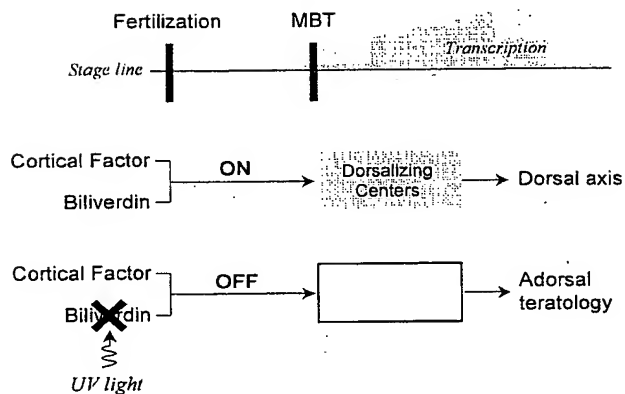 Fertilization
MBT
Transcription
Stage line
Cortical Factor
ON
Dorsalizing
Centers
Dorsal axis
Biliverdin
Cortical Factor
OFF
Adorsal
teratology
Biliverdin
UV light